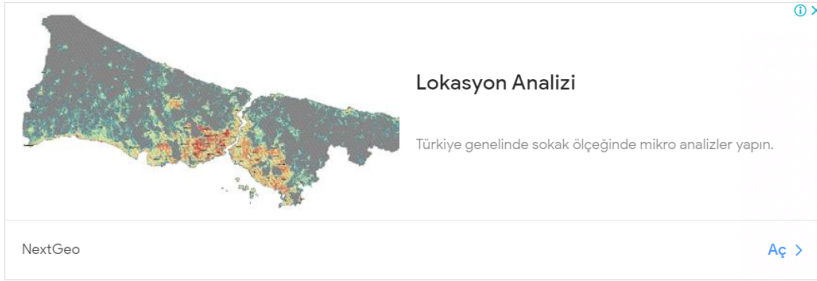 Lokasyon Analizi
Türkiye genelinde sokak ölçeğinde mikro analizler yapın.
NextGeo
Aç